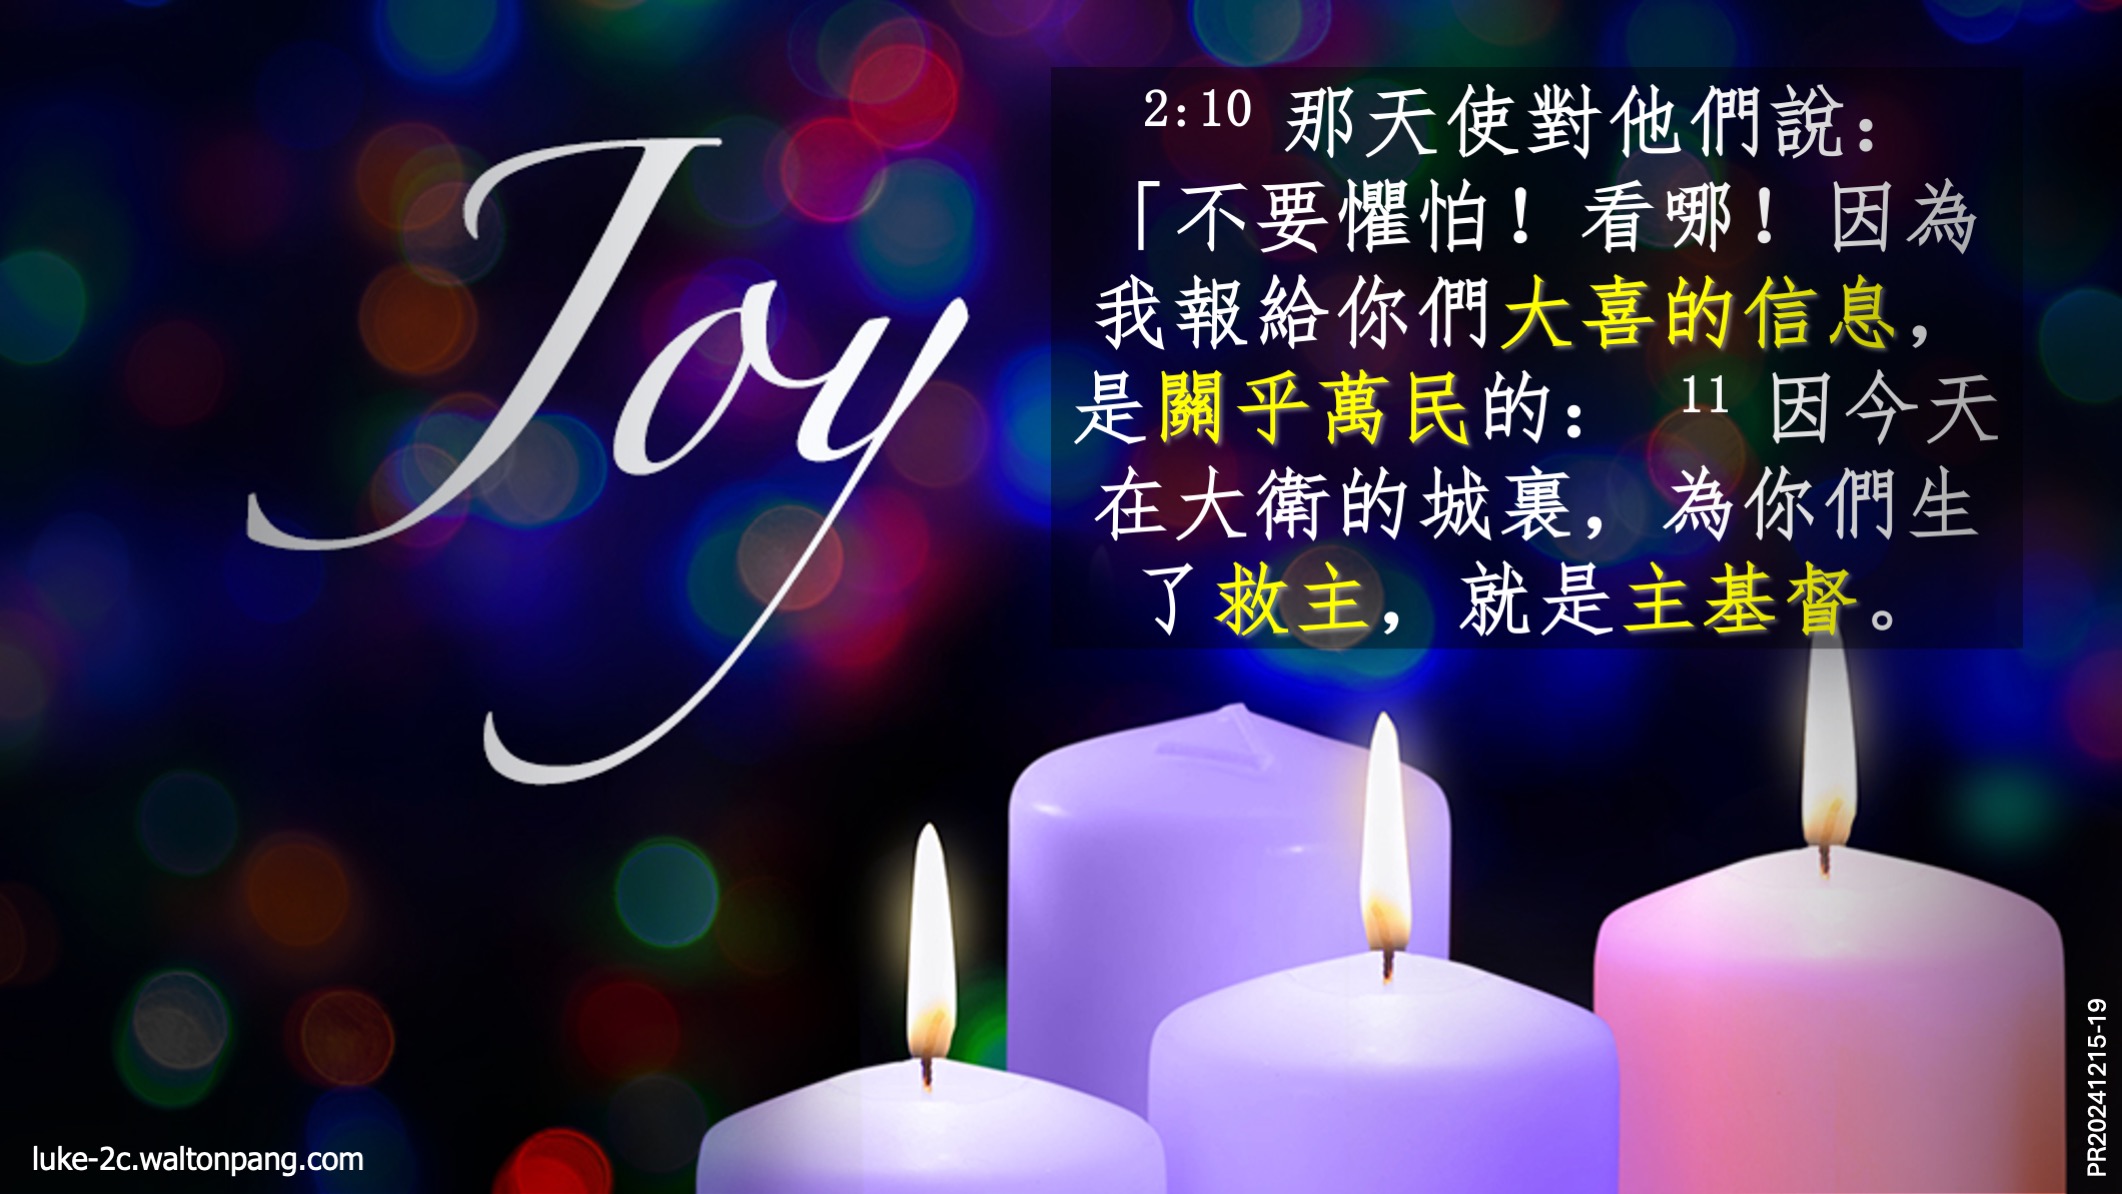 Joy
2:10 那天使對他們說：
「不要懼怕！看哪！因為
我報給你們大喜的信息，
是關乎萬民的： 11 因今天
在大衛的城裏，為你們生
了救主，就是主基督。
luke-2c.waltonpang.com
PR20241215-19